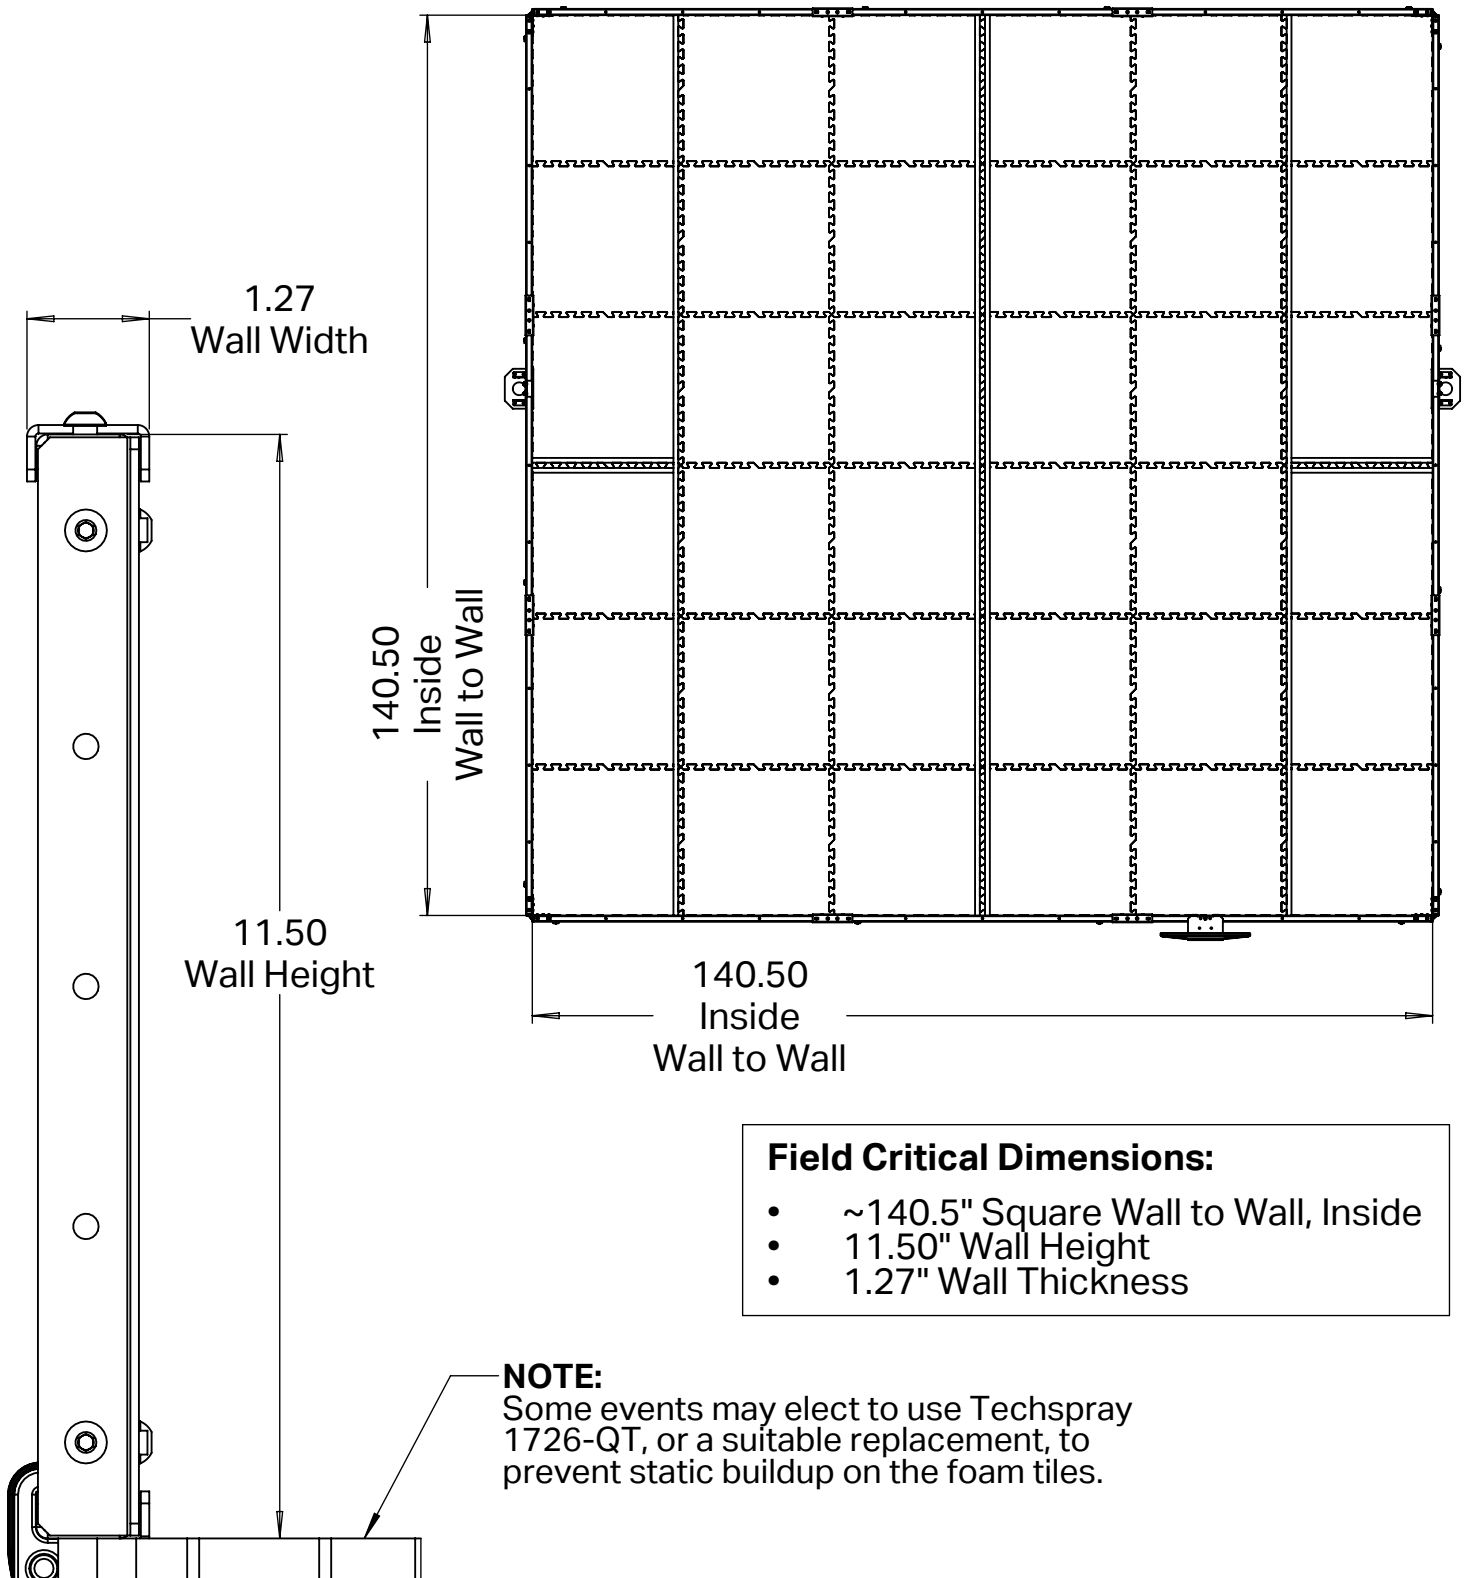 1.27
Wall Width
140.50
Inside
Wall to Wall
11.50
Wall Height
140.50
Inside
Wall to Wall
Field Critical Dimensions:
• ~140.5" Square Wall to Wall, Inside
• 11.50" Wall Height
• 1.27" Wall Thickness
NOTE:
Some events may elect to use Techspray
1726-QT, or a suitable replacement, to
prevent static buildup on the foam tiles.